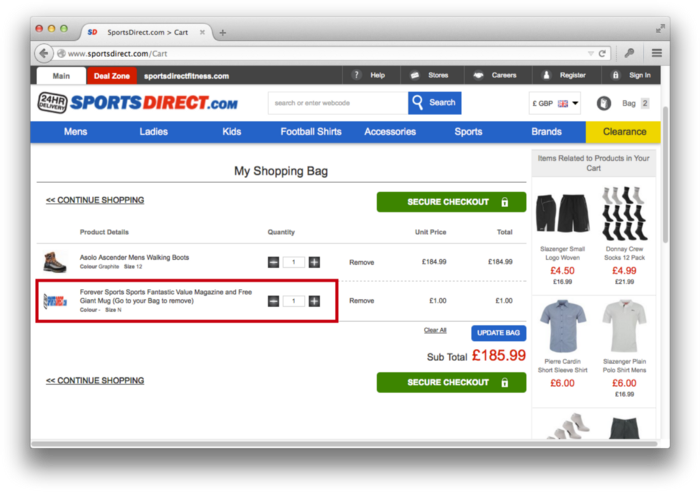 SD SportsDirect.com > Cart
www.sportsdirect.com/Cart
Main Deal Zone sportsdirectfitness.com ? Help Stores Careers Register Sign In
24HR DELIVERY SPORTSDIRECT.COM search or enter webcode Search £ GBP Bag 2
Mens Ladies Kids Football Shirts Accessories Sports Brands Clearance
My Shopping Bag
<< CONTINUE SHOPPING SECURE CHECKOUT
Product Details Quantity Unit Price Total
Asolo Ascender Mens Walking Boots
Colour Graphite Size 12
1 Remove £184.99 £184.99
Forever Sports Sports Fantastic Value Magazine and Free
Giant Mug (Go to your Bag to remove)
Colour - Size ½
1 Remove £1.00 £1.00
Clear All UPDATE BAG
Sub Total £185.99
<< CONTINUE SHOPPING SECURE CHECKOUT
Items Related to Products in Your
Cart
Slazenger Small
Logo Woven
£4.50
£16.99
Donnay Crew
Socks 12 Pack
£4.99
£21.99
Pierre Cardin
Short Sleeve Shirt
£6.00
Slazenger Plain
Polo Shirt Mens
£6.00
£16.99